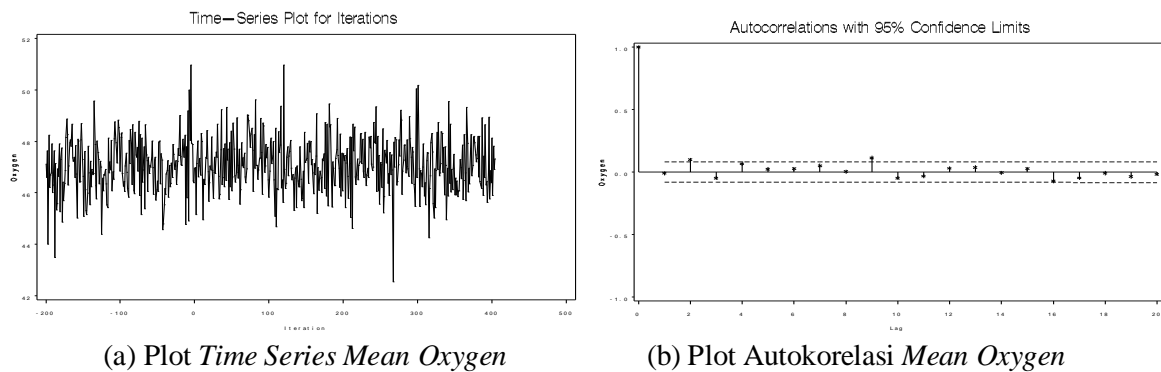 Time-Series Plot for Iterations
52
50
48
46
44
42
Oxygen
-200 -100 0 100 200 300 400 500
Iteration
(a) Plot Time Series Mean Oxygen
Autocorrelations with 95% Confidence Limits
1.0
0.5
0.0
-0.5
-1.0
Oxygen
0 2 4 6 8 10 12 14 16 18 20
Lag
(b) Plot Autokorelasi Mean Oxygen